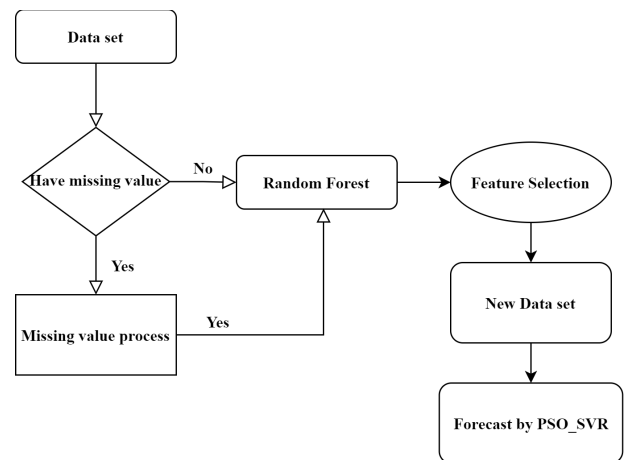 Data set
Have missing value
No
Random Forest
Feature Selection
Yes
Missing value process
Yes
New Data set
Forecast by PSO_SVR